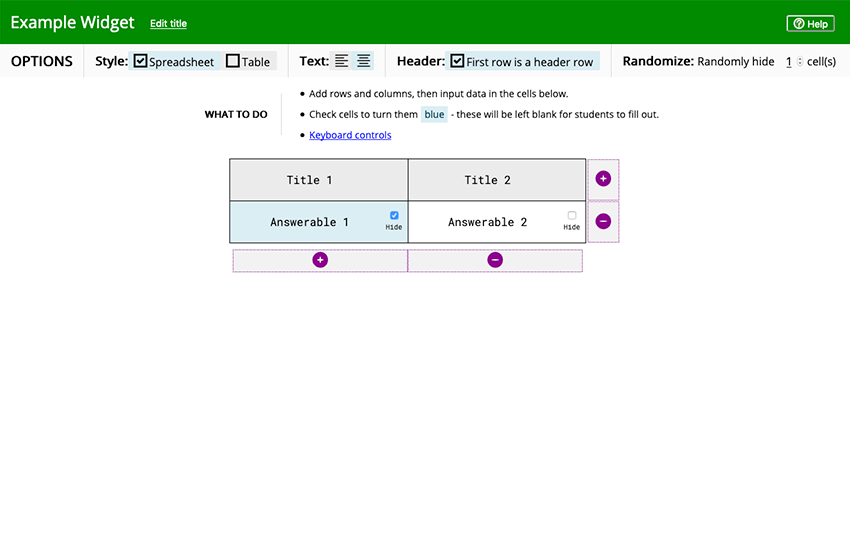 Example Widget Edit title Help
OPTIONS Style: Spreadsheet Table Text: Header: First row is a header row Randomize: Randomly hide 1 cell(s)
Add rows and columns, then input data in the cells below.
WHAT TO DO Check cells to turn them blue - these will be left blank for students to fill out.
Keyboard controls
Title 1 Title 2
Answerable 1 Hide Answerable 2 Hide